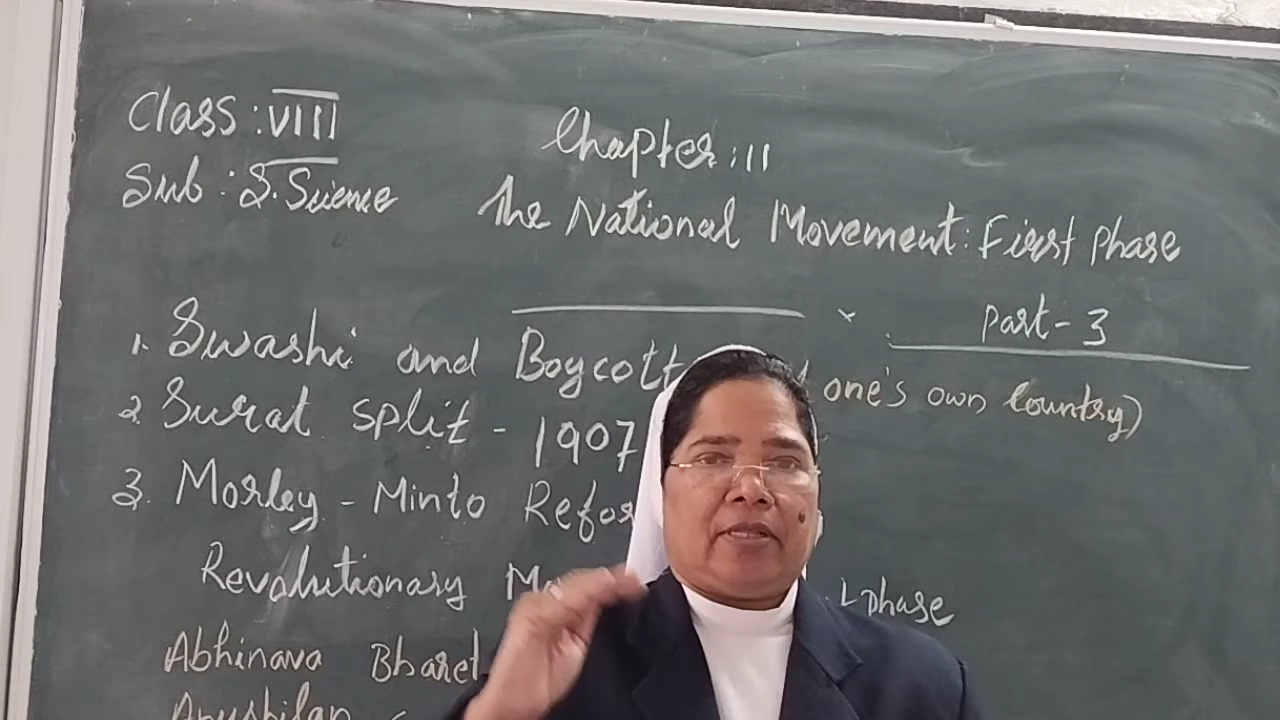 Class : VIII
Sub : S. Science
Chapter : 11
The National Movement : First phase
Part - 3
1. Swashi and Boycott one's own Country)
2. Surat split - 1907
3. Morley - Minto Refo
Revolutionary phase
Abhinava Bharet
Anushilan